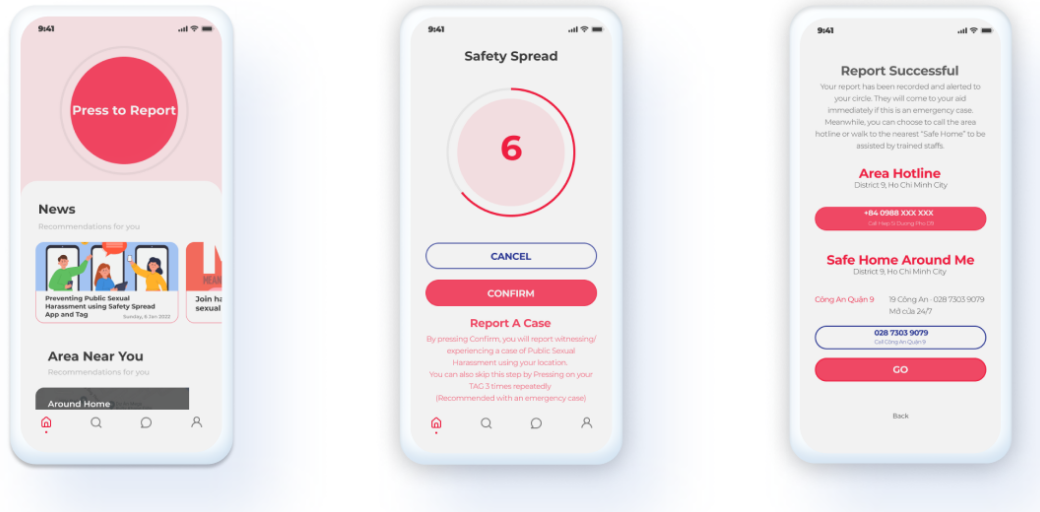 9:41
Press to Report
News
Recommendations for you
Preventing Public Sexual
Harassment using Safety Spread
App and Tag
Sunday, 6 Jan 2022
Join ha
sexual
Area Near You
Recommendations for you
Around Home
9:41
Safety Spread
6
CANCEL
CONFIRM
Report A Case
By pressing Confirm, you will report witnessing/
experiencing a case of Public Sexual
Harassment using your location.
You can also skip this step by Pressing on your
TAG 3 times repeatedly
(Recommended with an emergency case)
9:41
Report Successful
Your report has been recorded and alerted to
your circle. They will come to your aid
immediately if this is an emergency case.
Meanwhile, you can choose to call the area
hotline or walk to the nearest “Safe Home” to be
assisted by trained staffs.
Area Hotline
District 9, Ho Chi Minh City
+84 0988 XXX XXX
Safe Home Around Me
District 9, Ho Chi Minh City
Công An Quận 9 19 Công An - 028 7303 9079
Mở cửa 24/7
028 7303 9079
Call Công An Quận 9
GO
Back